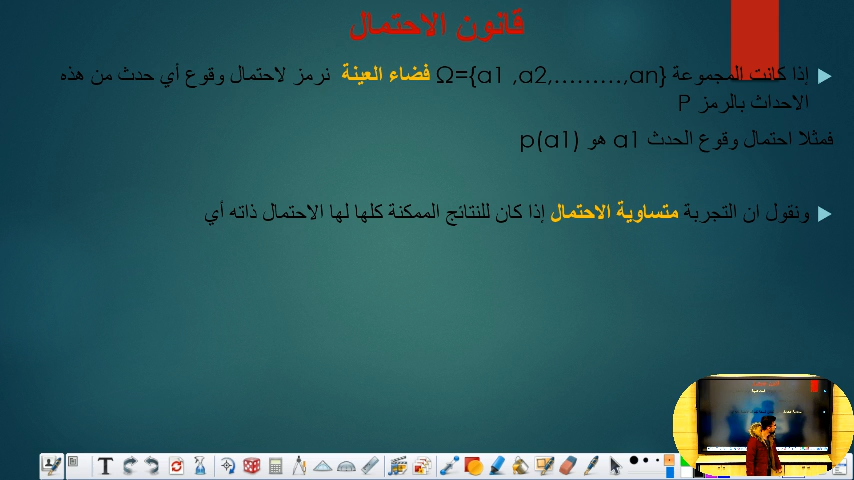 قانون الاحتمال
إذا كانت المجموعة Ω={a1 ,a2,.........,an} فضاء العينة نرمز لاحتمال وقوع أي حدث من هذه
الاحداث بالرمز P
فمثلا احتمال وقوع الحدث a1 هو p(a1)
ونقول ان التجربة متساوية الاحتمال إذا كان للنتائج الممكنة كلها لها الاحتمال ذاته أي